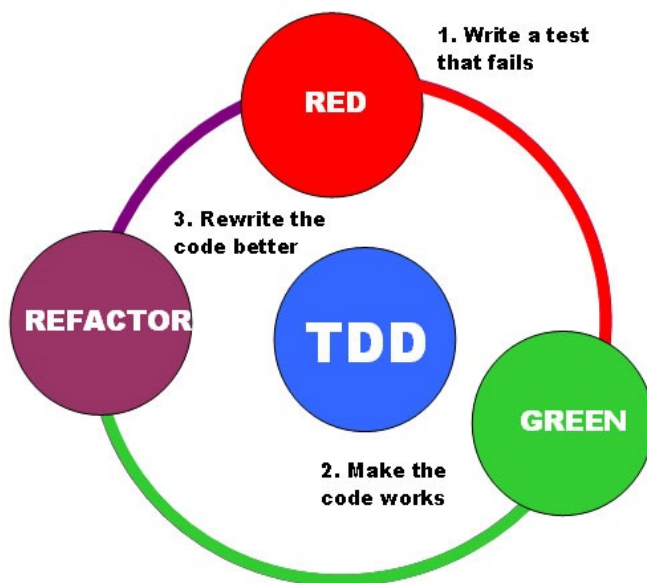 1. Write a test
that fails
RED
3. Rewrite the
code better
REFACTOR
TDD
GREEN
2. Make the
code works